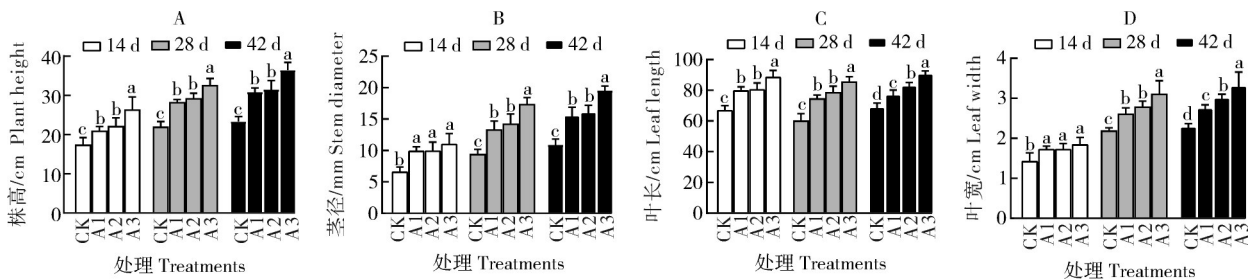 A
14 d 28 d 42 d
株高/cm Plant height
40
30
20
10
0
c b b a c b b a c b b a
CK A1 A2 A3 CK A1 A2 A3 CK A1 A2 A3
处理 Treatments
B
14 d 28 d 42 d
茎径/mm Stem diameter
25
20
15
10
5
0
b a a a c b b a c b b a
CK A1 A2 A3 CK A1 A2 A3 CK A1 A2 A3
处理 Treatments
C
14 d 28 d 42 d
叶长/cm Leaf length
100
80
60
40
20
0
c b b a c b b a d c b a
CK A1 A2 A3 CK A1 A2 A3 CK A1 A2 A3
处理 Treatments
D
14 d 28 d 42 d
叶宽/cm Leaf width
4
3
2
1
0
b a a a c b b a d c b a
CK A1 A2 A3 CK A1 A2 A3 CK A1 A2 A3
处理 Treatments